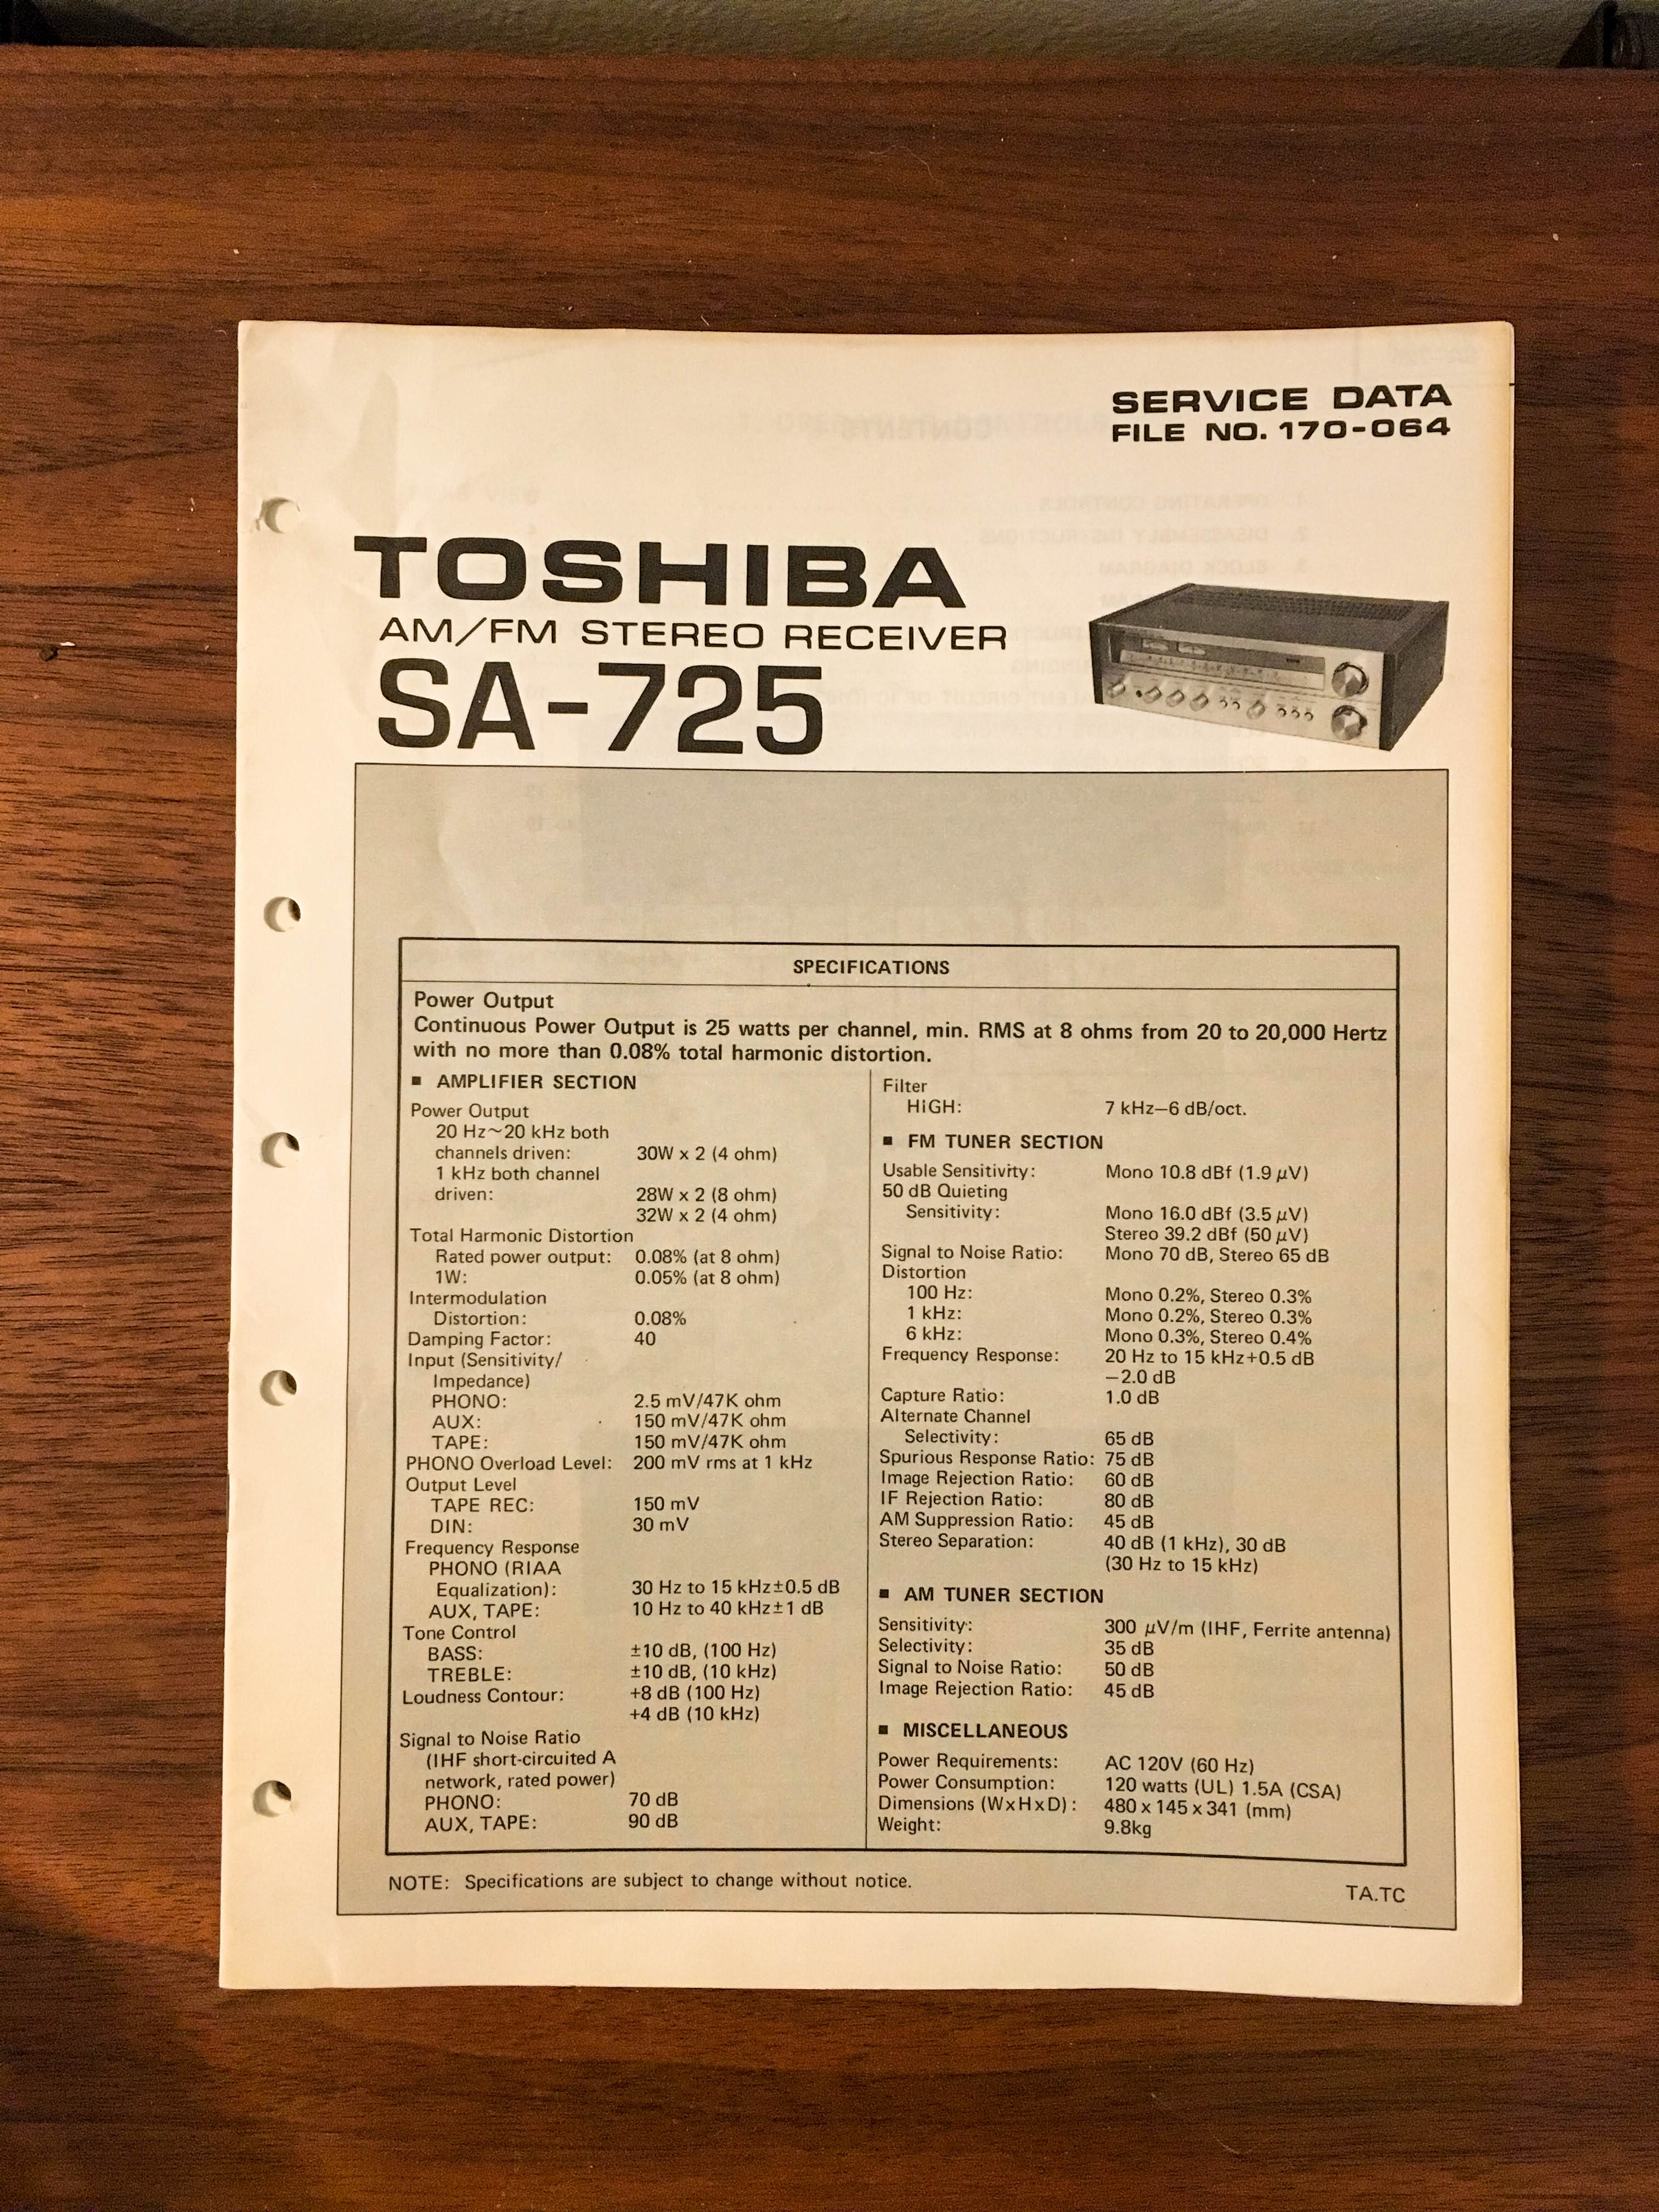 SERVICE DATA
FILE NO. 170-064
TOSHIBA
AM/FM STEREO RECEIVER
SA-725
SPECIFICATIONS
Power Output
Continuous Power Output is 25 watts per channel, min. RMS at 8 ohms from 20 to 20,000 Hertz
with no more than 0.08% total harmonic distortion.
■ AMPLIFIER SECTION
Power Output
20 Hz~20 kHz both
channels driven: 30W x 2 (4 ohm)
1 kHz both channel
driven: 28W x 2 (8 ohm)
32W x 2 (4 ohm)
Total Harmonic Distortion
Rated power output: 0.08% (at 8 ohm)
1W: 0.05% (at 8 ohm)
Intermodulation
Distortion: 0.08%
Damping Factor: 40
Input (Sensitivity/
Impedance)
PHONO: 2.5 mV/47K ohm
AUX: 150 mV/47K ohm
TAPE: 150 mV/47K ohm
PHONO Overload Level: 200 mV rms at 1 kHz
Output Level
TAPE REC: 150 mV
DIN: 30 mV
Frequency Response
PHONO (RIAA
Equalization): 30 Hz to 15 kHz±0.5 dB
AUX, TAPE: 10 Hz to 40 kHz±1 dB
Tone Control
BASS: ±10 dB, (100 Hz)
TREBLE: ±10 dB, (10 kHz)
Loudness Contour: +8 dB (100 Hz)
+4 dB (10 kHz)
Signal to Noise Ratio
(IHF short-circuited A
network, rated power)
PHONO: 70 dB
AUX, TAPE: 90 dB
Filter
HiGH: 7 kHz–6 dB/oct.
■ FM TUNER SECTION
Usable Sensitivity: Mono 10.8 dBf (1.9 µV)
50 dB Quieting
Sensitivity: Mono 16.0 dBf (3.5 µV)
Stereo 39.2 dBf (50 µV)
Signal to Noise Ratio: Mono 70 dB, Stereo 65 dB
Distortion
100 Hz: Mono 0.2%, Stereo 0.3%
1 kHz: Mono 0.2%, Stereo 0.3%
6 kHz: Mono 0.3%, Stereo 0.4%
Frequency Response: 20 Hz to 15 kHz+0.5 dB
−2.0 dB
Capture Ratio: 1.0 dB
Alternate Channel
Selectivity: 65 dB
Spurious Response Ratio: 75 dB
Image Rejection Ratio: 60 dB
IF Rejection Ratio: 80 dB
AM Suppression Ratio: 45 dB
Stereo Separation: 40 dB (1 kHz), 30 dB
(30 Hz to 15 kHz)
■ AM TUNER SECTION
Sensitivity: 300 µV/m (IHF, Ferrite antenna)
Selectivity: 35 dB
Signal to Noise Ratio: 50 dB
Image Rejection Ratio: 45 dB
■ MISCELLANEOUS
Power Requirements: AC 120V (60 Hz)
Power Consumption: 120 watts (UL) 1.5A (CSA)
Dimensions (WxHxD): 480 x 145 x 341 (mm)
Weight: 9.8kg
NOTE: Specifications are subject to change without notice.
TA.TC